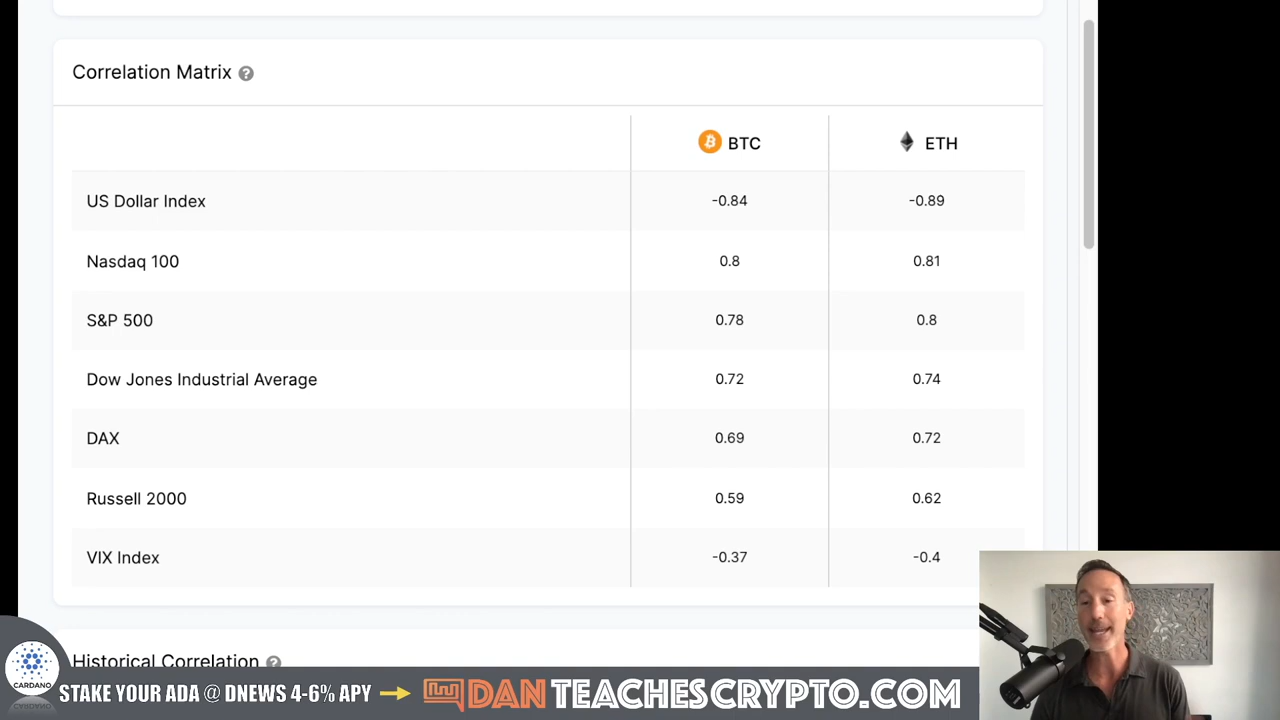 Correlation Matrix ?
BTC ETH
US Dollar Index -0.84 -0.89
Nasdaq 100 0.8 0.81
S&P 500 0.78 0.8
Dow Jones Industrial Average 0.72 0.74
DAX 0.69 0.72
Russell 2000 0.59 0.62
VIX Index -0.37 -0.4
Historical Correlation ?
CARDANO
STAKE YOUR ADA @ DNEWS 4-6% APY
DANTEACHESCRYPTO.COM